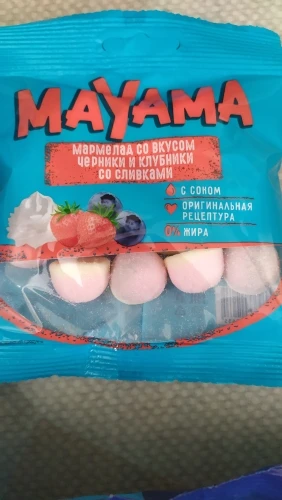 MAYAMA
МАРМЕЛАД СО ВКУСОМ
ЧЕРНИКИ И КЛУБНИКИ
СО СЛИВКАМИ
С СОКОМ
ОРИГИНАЛЬНАЯ
РЕЦЕПТУРА
0% ЖИРА